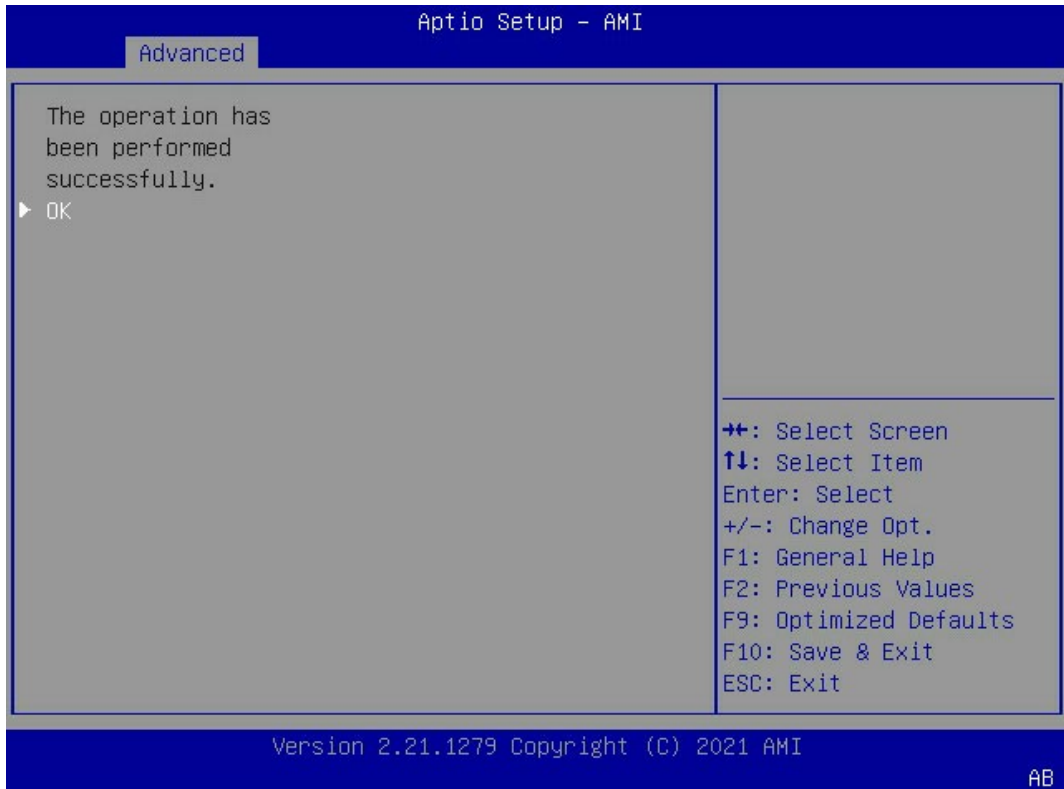 Aptio Setup – AMI
Advanced
The operation has
been performed
successfully.
▶ OK
→←: Select Screen
↑↓: Select Item
Enter: Select
+/-: Change Opt.
F1: General Help
F2: Previous Values
F9: Optimized Defaults
F10: Save & Exit
ESC: Exit
Version 2.21.1279 Copyright (C) 2021 AMI
AB